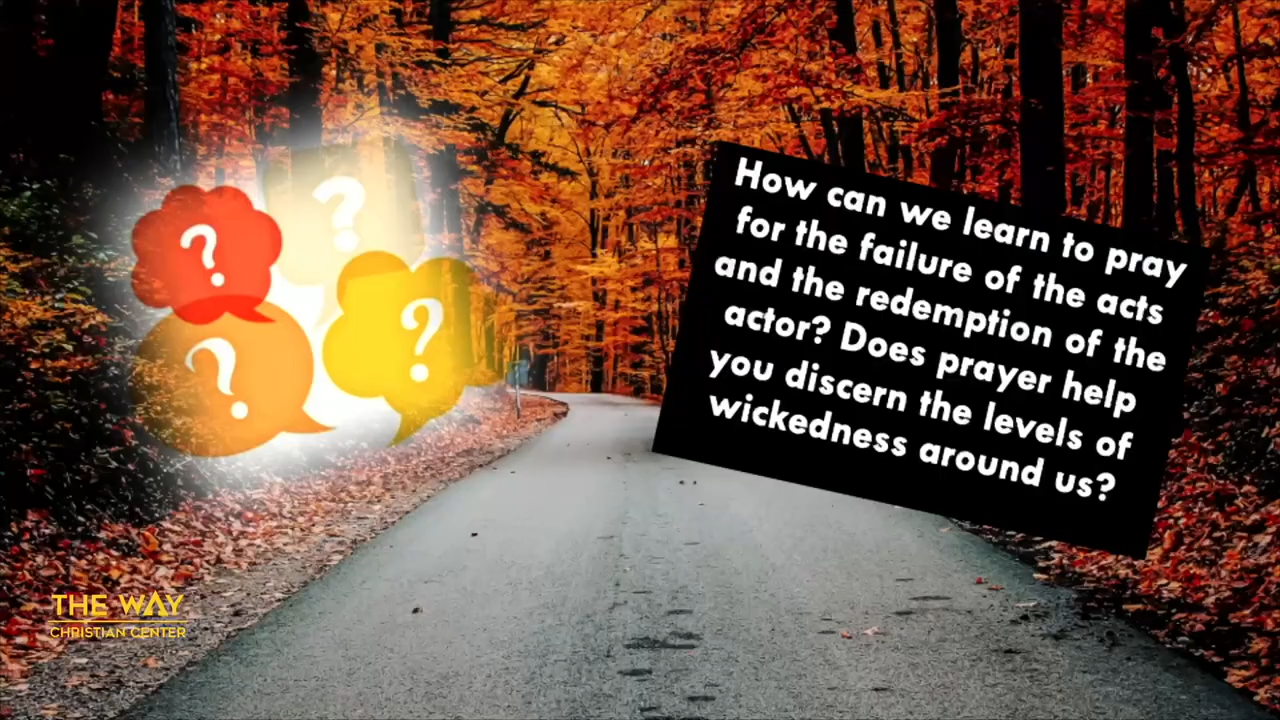 How can we learn to pray
for the failure of the acts
and the redemption of the
actor? Does prayer help
you discern the levels of
wickedness around us?
? ? ? ?
THE WAY
CHRISTIAN CENTER